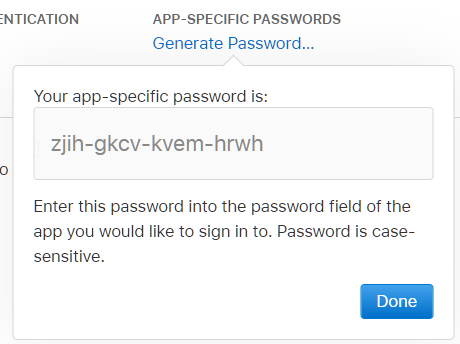 ENTICATION
APP-SPECIFIC PASSWORDS
Generate Password...
Your app-specific password is:
zjih-gkcv-kvem-hrwh
o
Enter this password into the password field of the
app you would like to sign in to. Password is case-
sensitive.
Done